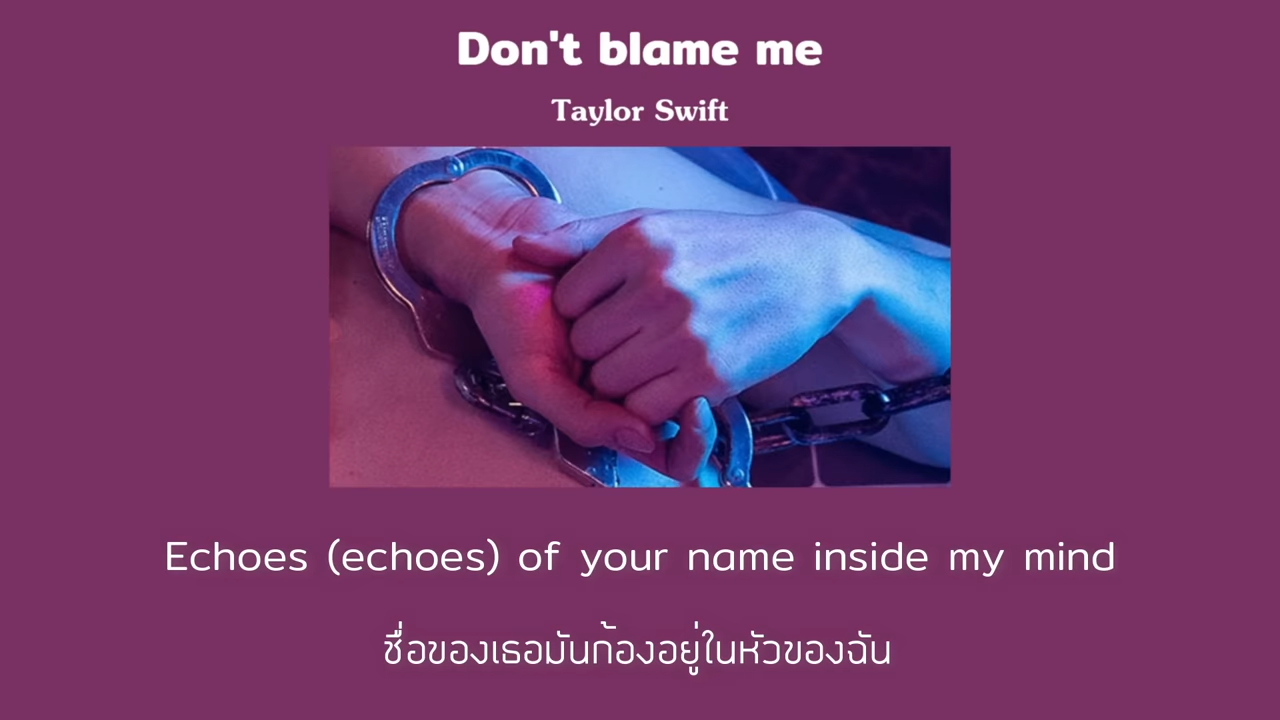 Don't blame me
Taylor Swift
Echoes (echoes) of your name inside my mind
ชื่อของเธอมันก้องอยู่ในหัวของฉัน